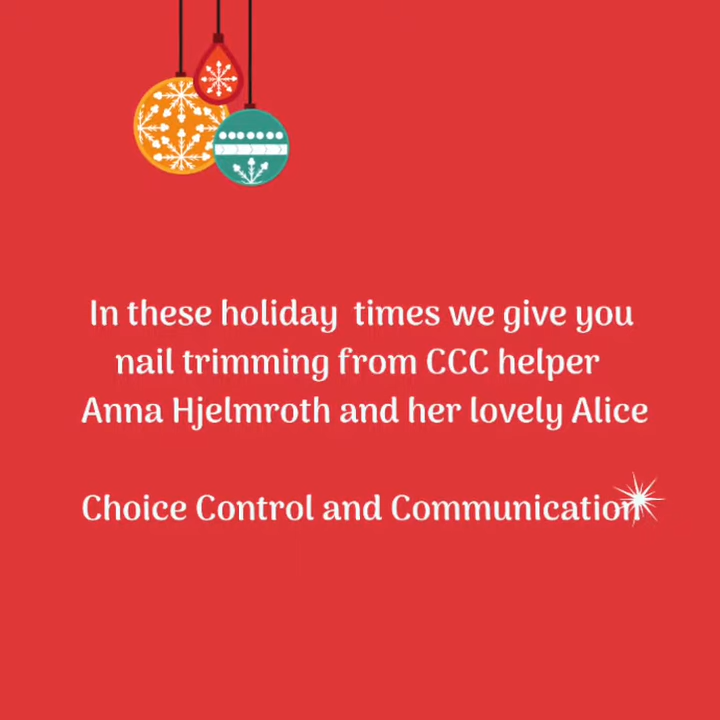 In these holiday  times we give you
nail trimming from CCC helper
Anna Hjelmroth and her lovely Alice
Choice Control and Communication